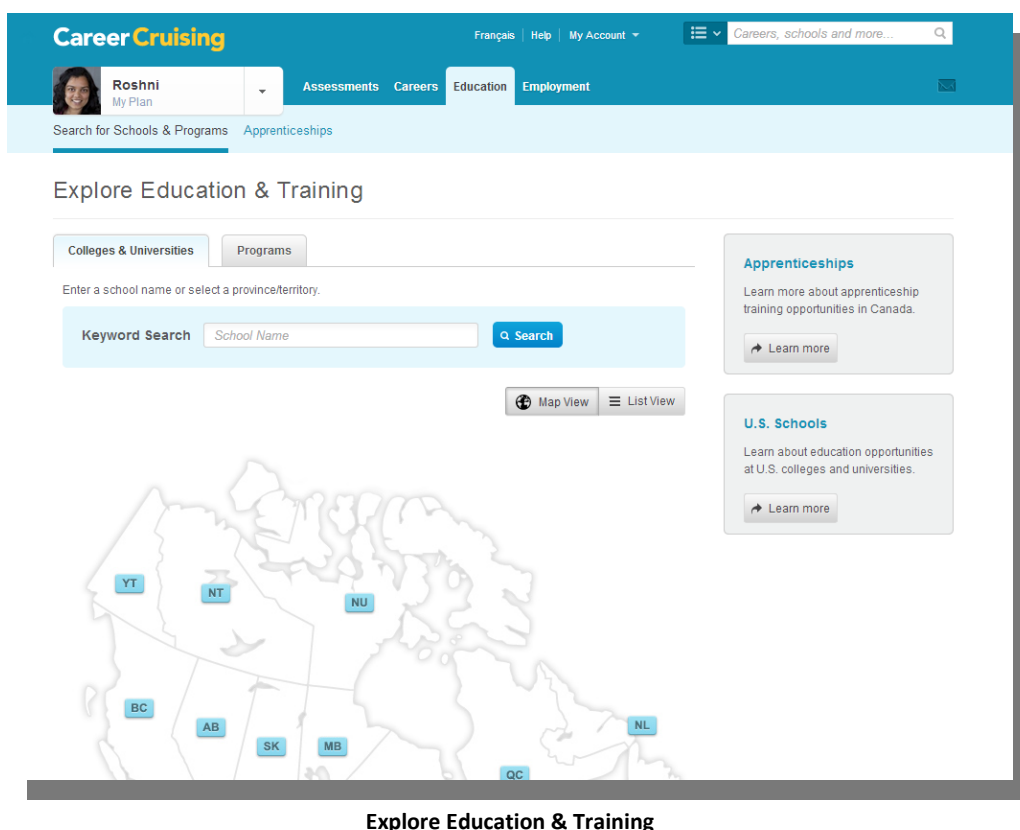 Career Cruising
Français Help My Account
Careers, schools and more...
Roshni
My Plan
Assessments Careers Education Employment
Search for Schools & Programs Apprenticeships
Explore Education & Training
Colleges & Universities Programs
Enter a school name or select a province/territory.
Keyword Search School Name Search
Map View List View
Apprenticeships
Learn more about apprenticeship
training opportunities in Canada.
Learn more
U.S. Schools
Learn about education opportunities
at U.S. colleges and universities.
Learn more
YT
NT
NU
BC
AB
SK
MB
NL
QC
Explore Education & Training